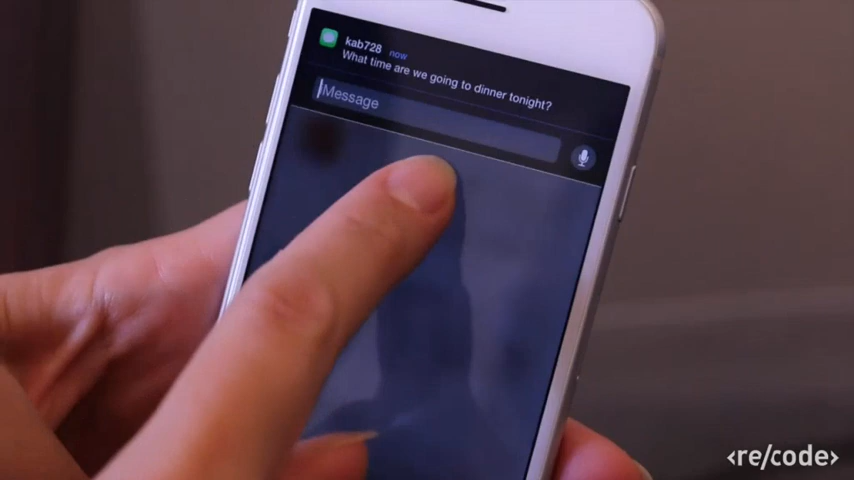 kab728 now
What time are we going to dinner tonight?
Message
<re/code>